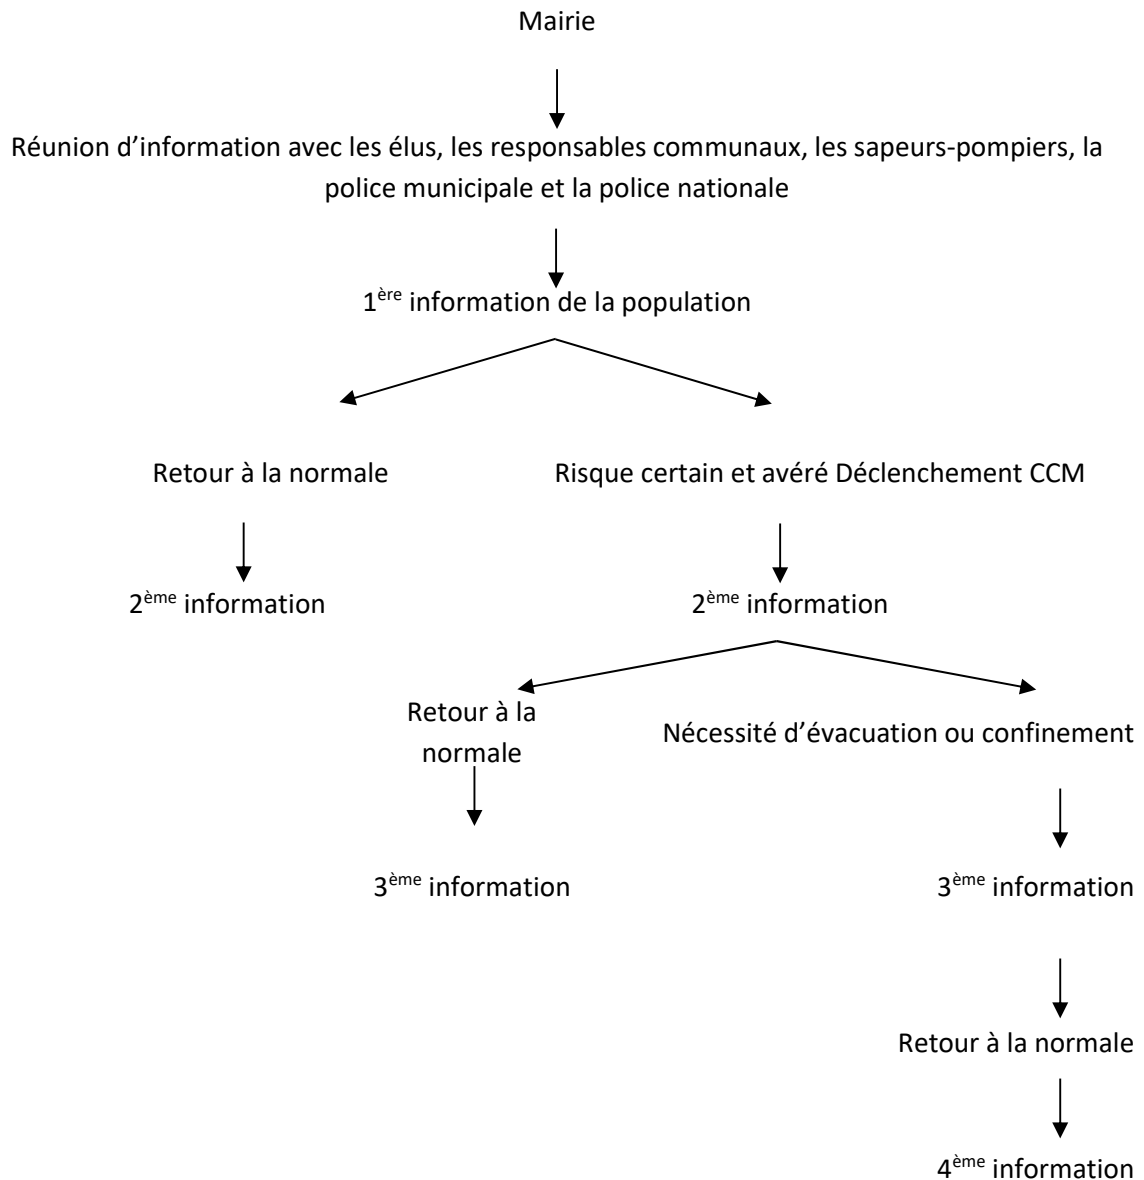 Mairie
Réunion d’information avec les élus, les responsables communaux, les sapeurs-pompiers, la
police municipale et la police nationale
1ère information de la population
Retour à la normale
Risque certain et avéré Déclenchement CCM
2ème information
2ème information
Retour à la
normale
Nécessité d’évacuation ou confinement
3ème information
3ème information
Retour à la normale
4ème information